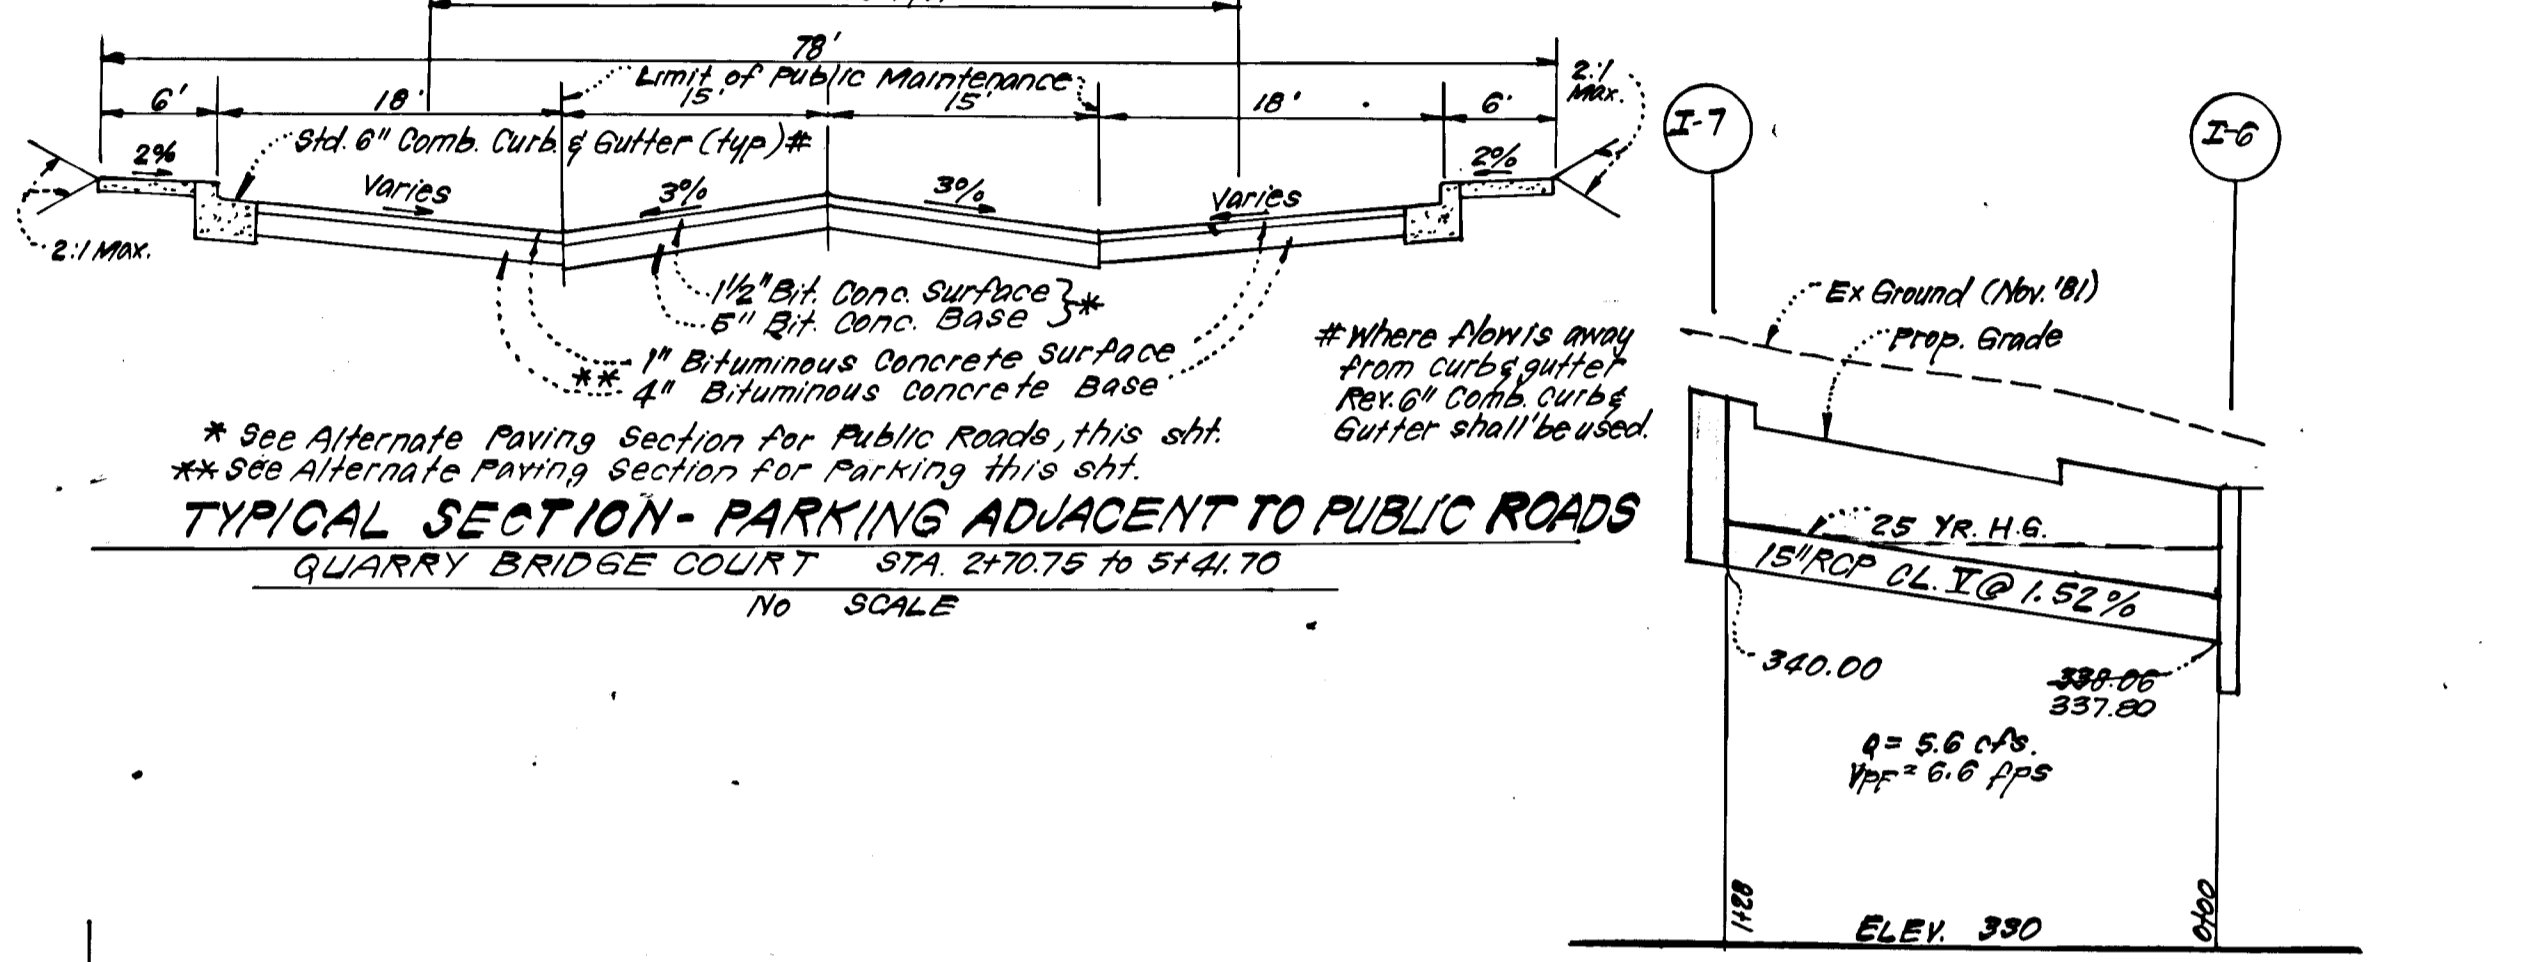 78'
Limit of Public Maintenance
6' 18' 15' 15' 18' 6'
2:1
Max.
Std. 6" Comb. Curb. & Gutter (typ)#
2% Varies 3% 3% Varies 2%
2:1 Max.
1½" Bit. Conc. Surface } *
5" Bit. Conc. Base
** 1" Bituminous Concrete Surface
4" Bituminous Concrete Base
# Where flow is away
from curb & gutter
Rev. 6" Comb. Curb &
Gutter shall be used.
* See Alternate Paving Section for Public Roads, this sht.
** See Alternate Paving Section for Parking this sht.
TYPICAL SECTION - PARKING ADJACENT TO PUBLIC ROADS
QUARRY BRIDGE COURT STA. 2+70.75 to 5+41.70
No SCALE
I-7
I-6
Ex Ground (Nov. '81)
Prop. Grade
25 YR. H.G.
15" RCP CL. V @ 1.52%
340.00
338.06
337.80
Q = 5.6 cfs.
VPF = 6.6 fps
1+28
0+00
ELEV. 330